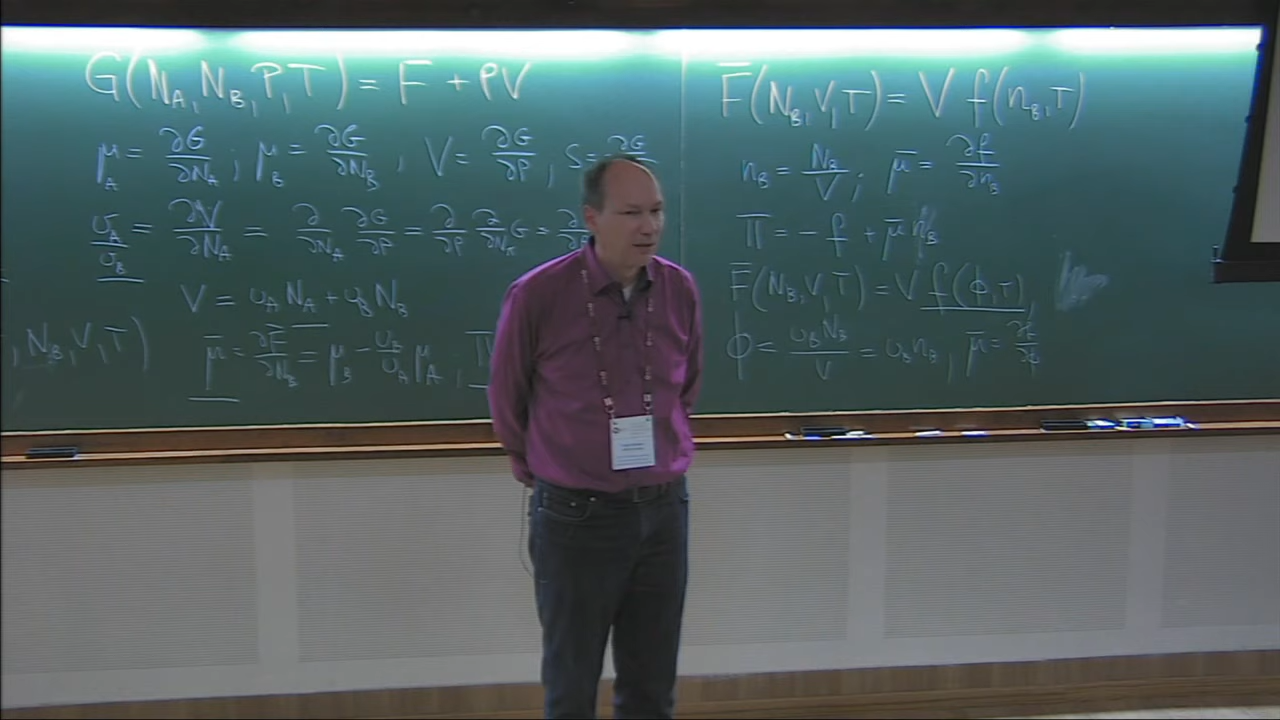 G(N_A, N_B, P, T) = F + PV
μ_A = ∂G/∂N_A ; μ_B = ∂G/∂N_B , V = ∂G/∂P , S = ∂G
υ_A/υ_B = ∂V/∂N_A = ∂/∂N_A ∂G/∂P = ∂/∂P ∂/∂N_A G = ∂/∂P
V = υ_A N_A + υ_B N_B
, N_B, V, T)
μ̄ = ∂F̄/∂N_B = μ_B − υ_B/υ_A μ_A ,
F̄(N_B, V, T) = V f(n_B, T)
n_B = N_B/V ; μ̄ = ∂f/∂n_B
Π = − f + μ̄ n_B
F̄(N_B, V, T) = V f(ϕ, T),
ϕ = υ_B N_B/V = υ_B n_B , μ̄ =